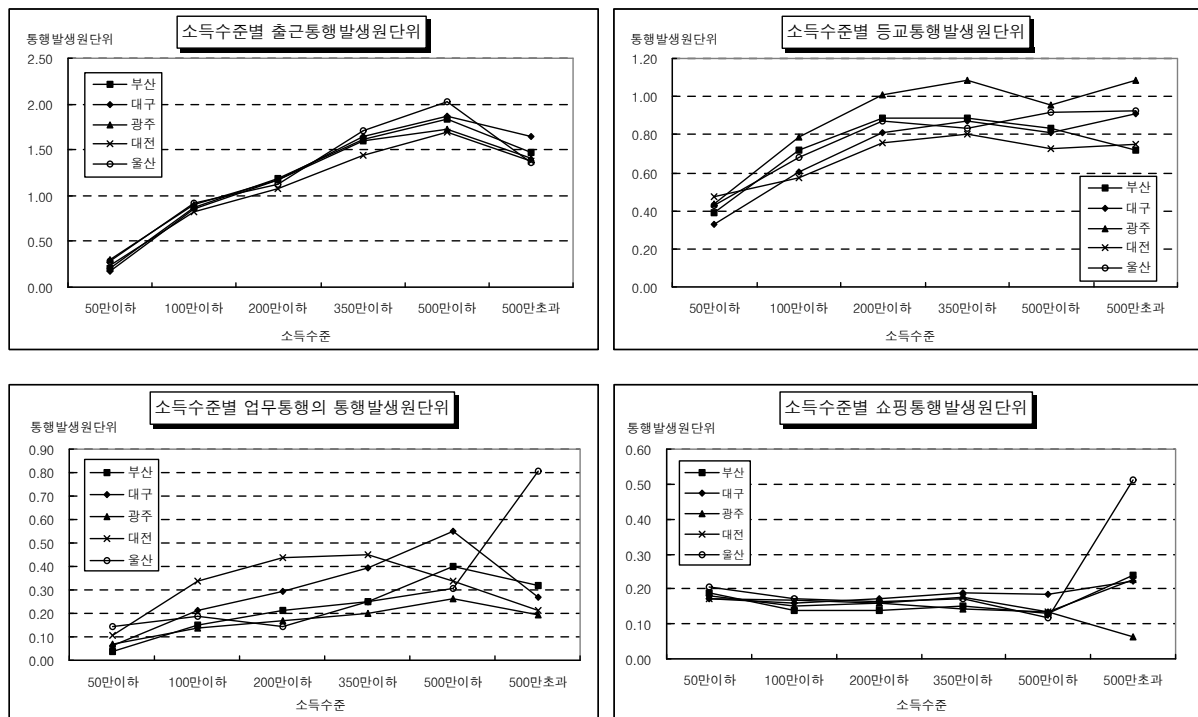 소득수준별 출근통행발생원단위
통행발생원단위
2.50
2.00
1.50
1.00
0.50
0.00
부산
대구
광주
대전
울산
50만이하 100만이하 200만이하 350만이하 500만이하 500만초과
소득수준
소득수준별 등교통행발생원단위
통행발생원단위
1.20
1.00
0.80
0.60
0.40
0.20
0.00
부산
대구
광주
대전
울산
50만이하 100만이하 200만이하 350만이하 500만이하 500만초과
소득수준
소득수준별 업무통행의 통행발생원단위
통행발생원단위
0.90
0.80
0.70
0.60
0.50
0.40
0.30
0.20
0.10
0.00
부산
대구
광주
대전
울산
50만이하 100만이하 200만이하 350만이하 500만이하 500만초과
소득수준
소득수준별 쇼핑통행발생원단위
통행발생원단위
0.60
0.50
0.40
0.30
0.20
0.10
0.00
부산
대구
광주
대전
울산
50만이하 100만이하 200만이하 350만이하 500만이하 500만초과
소득수준